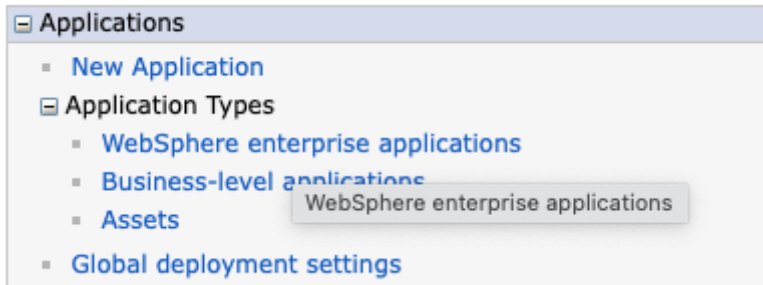 Applications
New Application
Application Types
WebSphere enterprise applications
Business-level applications
WebSphere enterprise applications
Assets
Global deployment settings